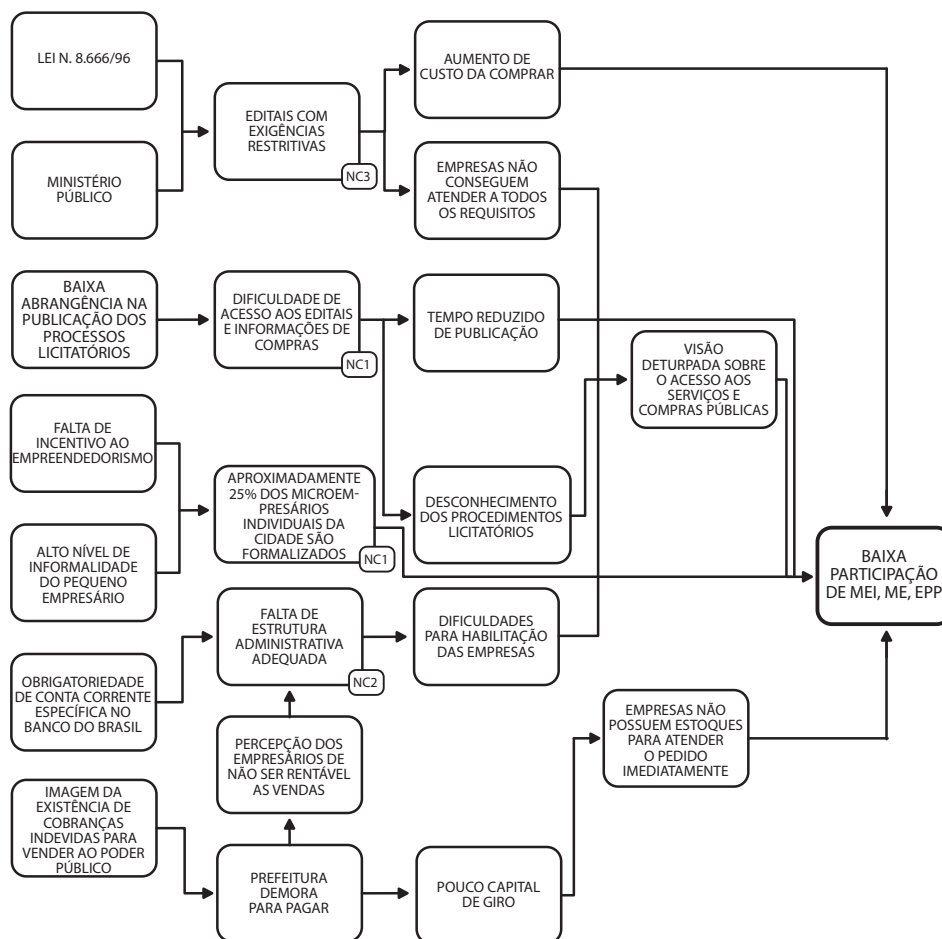 LEI N. 8.666/96
MINISTÉRIO
PÚBLICO
EDITAIS COM
EXIGÊNCIAS
RESTRITIVAS
NC3
AUMENTO DE
CUSTO DA COMPRAR
EMPRESAS NÃO
CONSEGUEM
ATENDER A TODOS
OS REQUISITOS
BAIXA
ABRANGÊNCIA NA
PUBLICAÇÃO DOS
PROCESSOS
LICITATÓRIOS
DIFICULDADE DE
ACESSO AOS EDITAIS
E INFORMAÇÕES DE
COMPRAS
NC1
TEMPO REDUZIDO
DE PUBLICAÇÃO
VISÃO
DETURPADA SOBRE
O ACESSO AOS
SERVIÇOS E
COMPRAS PÚBLICAS
FALTA DE
INCENTIVO AO
EMPREENDEDORISMO
ALTO NÍVEL DE
INFORMALIDADE
DO PEQUENO
EMPRESÁRIO
APROXIMADAMENTE
25% DOS MICROEM-
PRESÁRIOS
INDIVIDUAIS DA
CIDADE SÃO
FORMALIZADOS
NC1
DESCONHECIMENTO
DOS PROCEDIMENTOS
LICITATÓRIOS
BAIXA
PARTICIPAÇÃO
DE MEI, ME, EPP
OBRIGATORIEDADE
DE CONTA CORRENTE
ESPECÍFICA NO
BANCO DO BRASIL
FALTA DE
ESTRUTURA
ADMINISTRATIVA
ADEQUADA
NC2
DIFICULDADES
PARA HABILITAÇÃO
DAS EMPRESAS
PERCEPÇÃO DOS
EMPRESÁRIOS DE
NÃO SER RENTÁVEL
AS VENDAS
EMPRESAS NÃO
POSSUEM ESTOQUES
PARA ATENDER
O PEDIDO
IMEDIATAMENTE
IMAGEM DA
EXISTÊNCIA DE
COBRANÇAS
INDEVIDAS PARA
VENDER AO PODER
PÚBLICO
PREFEITURA
DEMORA
PARA PAGAR
POUCO CAPITAL
DE GIRO